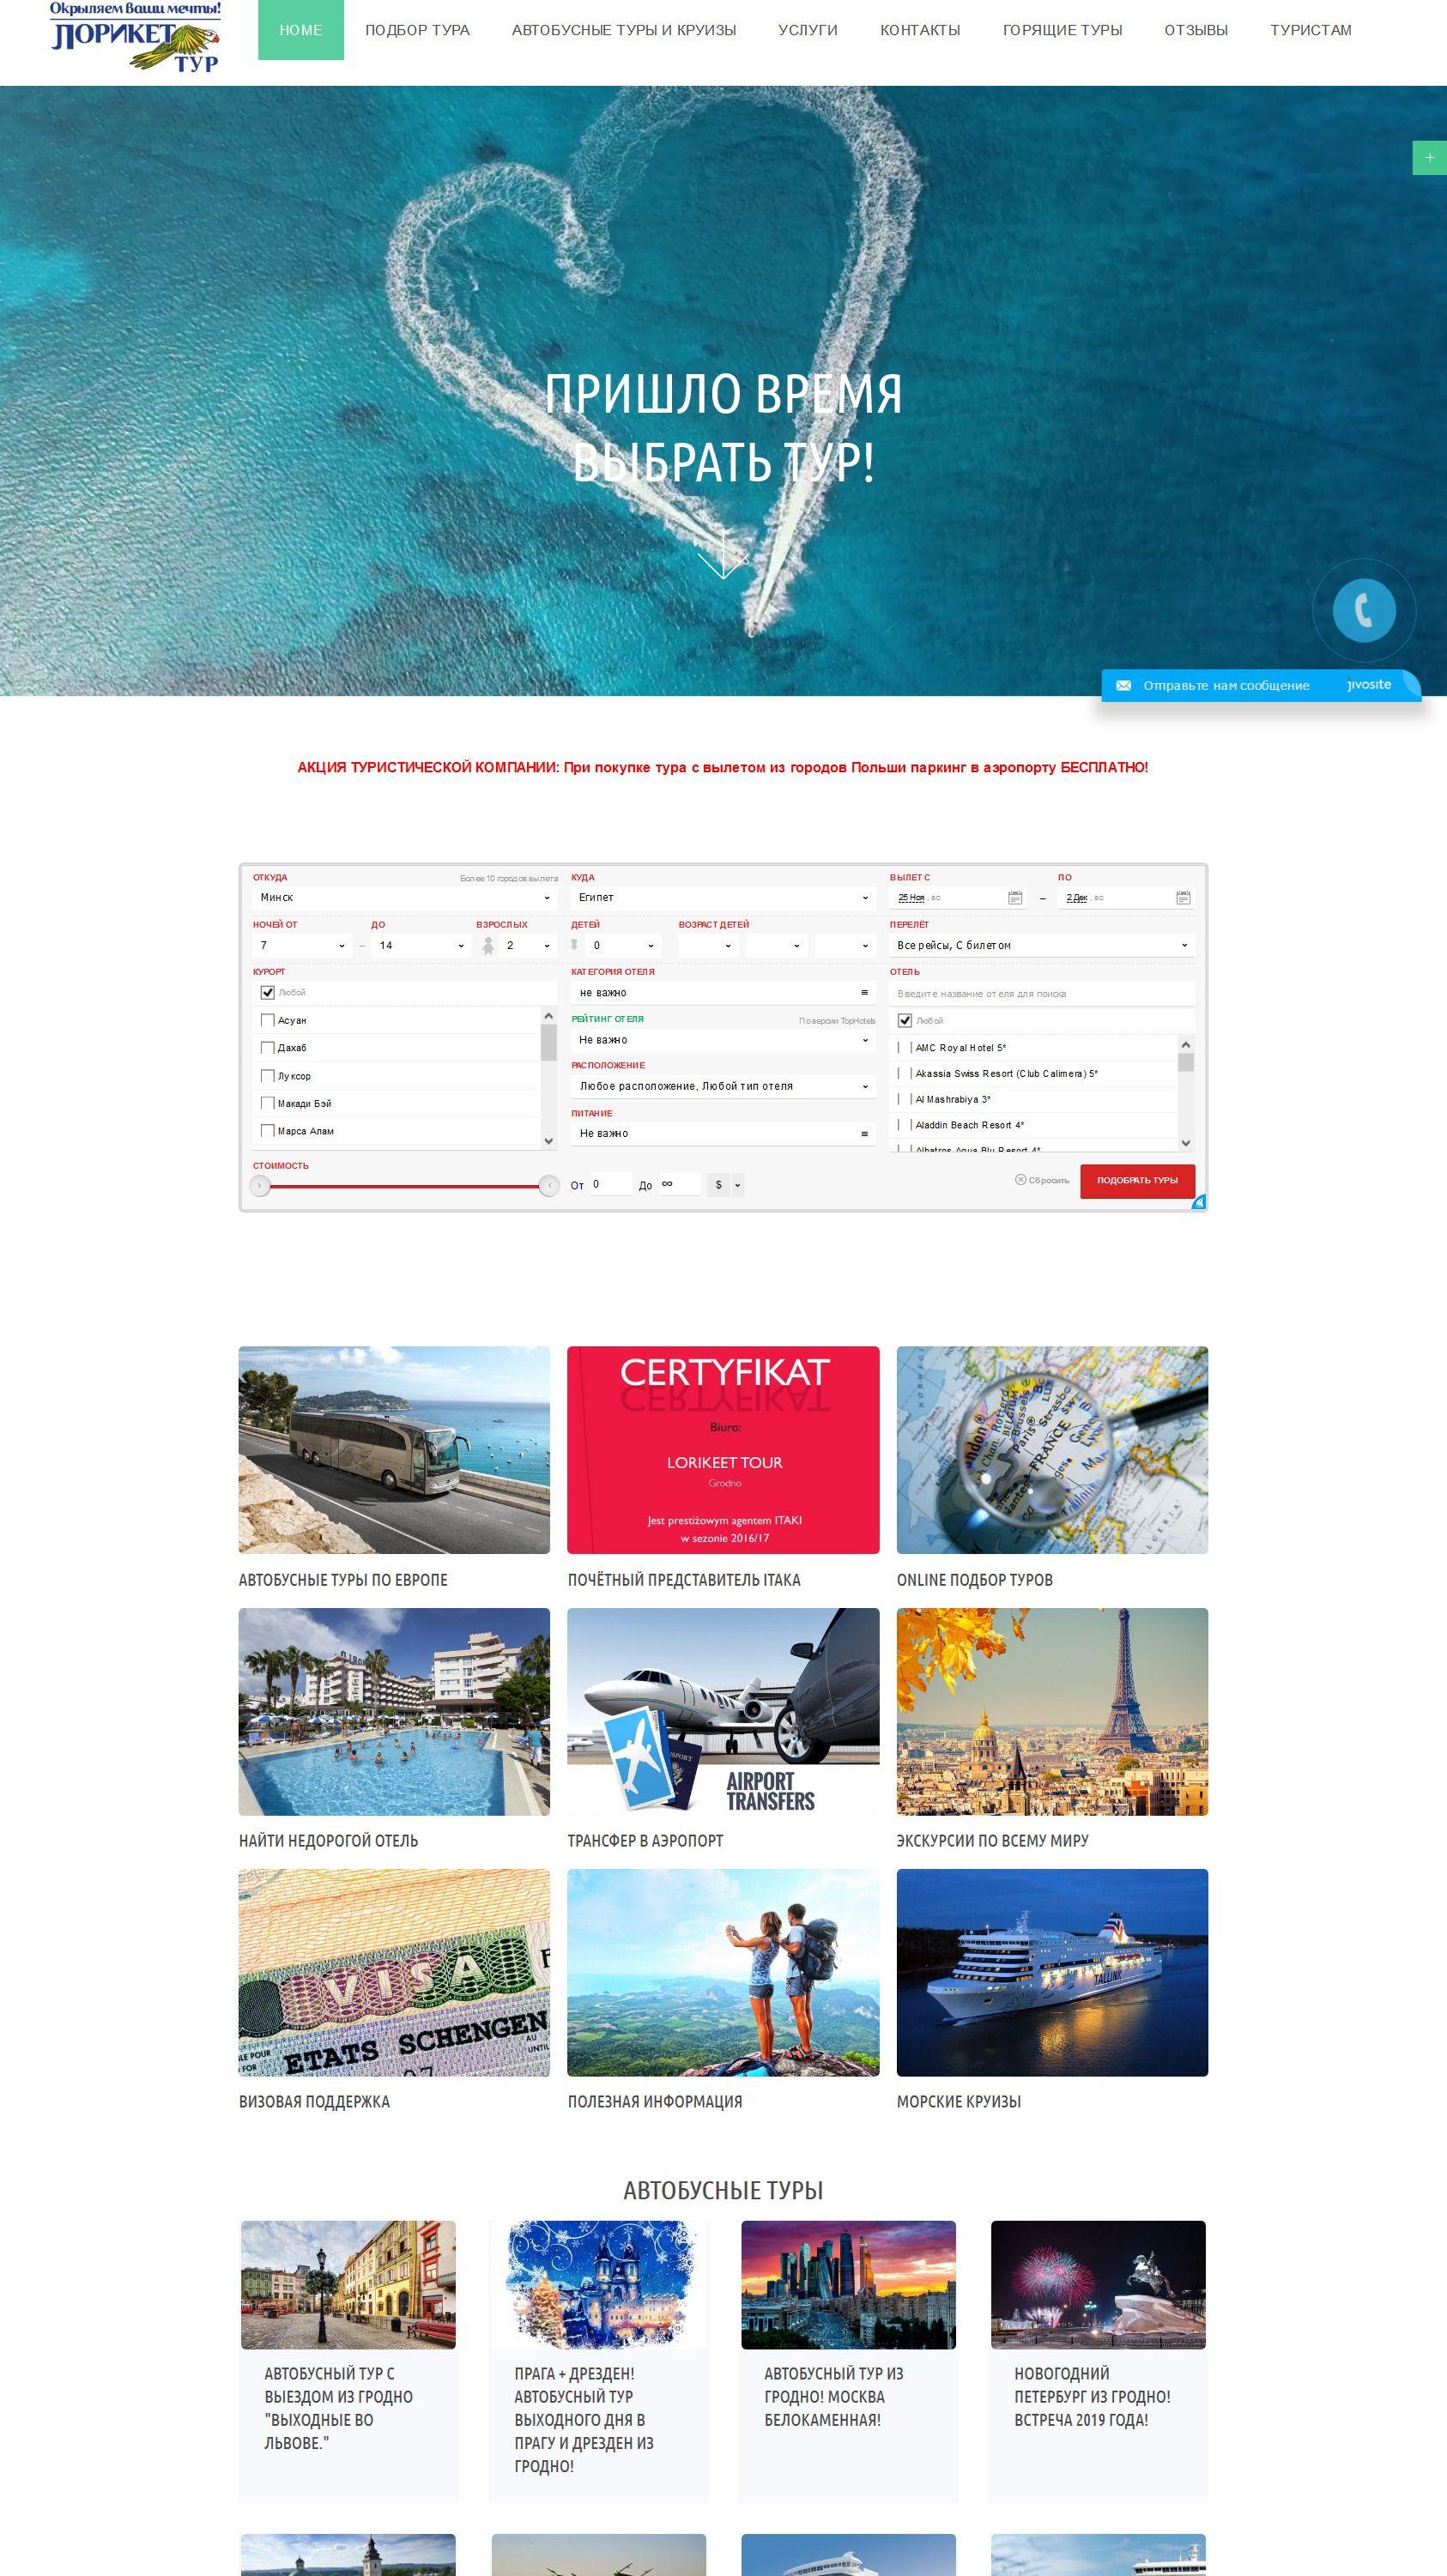 Окрыляем ваши мечты!
ЛОРИКЕТ
ТУР
HOME
ПОДБОР ТУРА
АВТОБУСНЫЕ ТУРЫ И КРУИЗЫ
УСЛУГИ
КОНТАКТЫ
ГОРЯЩИЕ ТУРЫ
ОТЗЫВЫ
ТУРИСТАМ
+
ПРИШЛО ВРЕМЯ
ВЫБРАТЬ ТУР!
Отправьте нам сообщение jivosite
АКЦИЯ ТУРИСТИЧЕСКОЙ КОМПАНИИ: При покупке тура с вылетом из городов Польши паркинг в аэропорту БЕСПЛАТНО!
ОТКУДА Более 10 городов вылета КУДА ВЫЛЕТ С ПО
Минск Египет 25 Ноя , вс – 2 Дек , вс
НОЧЕЙ ОТ ДО ВЗРОСЛЫХ ДЕТЕЙ ВОЗРАСТ ДЕТЕЙ ПЕРЕЛЁТ
7 – 14 2 0 Все рейсы, С билетом
КУРОРТ КАТЕГОРИЯ ОТЕЛЯ ОТЕЛЬ
Любой не важно Введите название отеля для поиска
Асуан РЕЙТИНГ ОТЕЛЯ По версии TopHotels Любой
Дахаб Не важно AMC Royal Hotel 5*
Луксор РАСПОЛОЖЕНИЕ Akassia Swiss Resort (Club Calimera) 5*
Макади Бэй Любое расположение, Любой тип отеля Al Mashrabiya 3*
Марса Алам ПИТАНИЕ Aladdin Beach Resort 4*
Не важно Albatros Aqua Blu Resort 4*
СТОИМОСТЬ
От 0 До ∞ $ Сбросить ПОДОБРАТЬ ТУРЫ
CERTYFIKAT
Biuro:
LORIKEET TOUR
Grodno
Jest prestiżowym agentem ITAKI
w sezonie 2016/17
Paris
FRANCE
BELGIUM
Brussels
АВТОБУСНЫЕ ТУРЫ ПО ЕВРОПЕ
ПОЧЁТНЫЙ ПРЕДСТАВИТЕЛЬ ITAKA
ONLINE ПОДБОР ТУРОВ
AIRPORT
TRANSFERS
НАЙТИ НЕДОРОГОЙ ОТЕЛЬ
ТРАНСФЕР В АЭРОПОРТ
ЭКСКУРСИИ ПО ВСЕМУ МИРУ
VISA
ETATS SCHENGEN
TALLINK
ВИЗОВАЯ ПОДДЕРЖКА
ПОЛЕЗНАЯ ИНФОРМАЦИЯ
МОРСКИЕ КРУИЗЫ
АВТОБУСНЫЕ ТУРЫ
АВТОБУСНЫЙ ТУР С
ВЫЕЗДОМ ИЗ ГРОДНО
"ВЫХОДНЫЕ ВО
ЛЬВОВЕ."
ПРАГА + ДРЕЗДЕН!
АВТОБУСНЫЙ ТУР
ВЫХОДНОГО ДНЯ В
ПРАГУ И ДРЕЗДЕН ИЗ
ГРОДНО!
АВТОБУСНЫЙ ТУР ИЗ
ГРОДНО! МОСКВА
БЕЛОКАМЕННАЯ!
НОВОГОДНИЙ
ПЕТЕРБУРГ ИЗ ГРОДНО!
ВСТРЕЧА 2019 ГОДА!